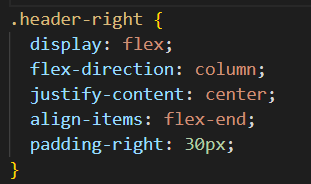 .header-right {
  display: flex;
  flex-direction: column;
  justify-content: center;
  align-items: flex-end;
  padding-right: 30px;
}